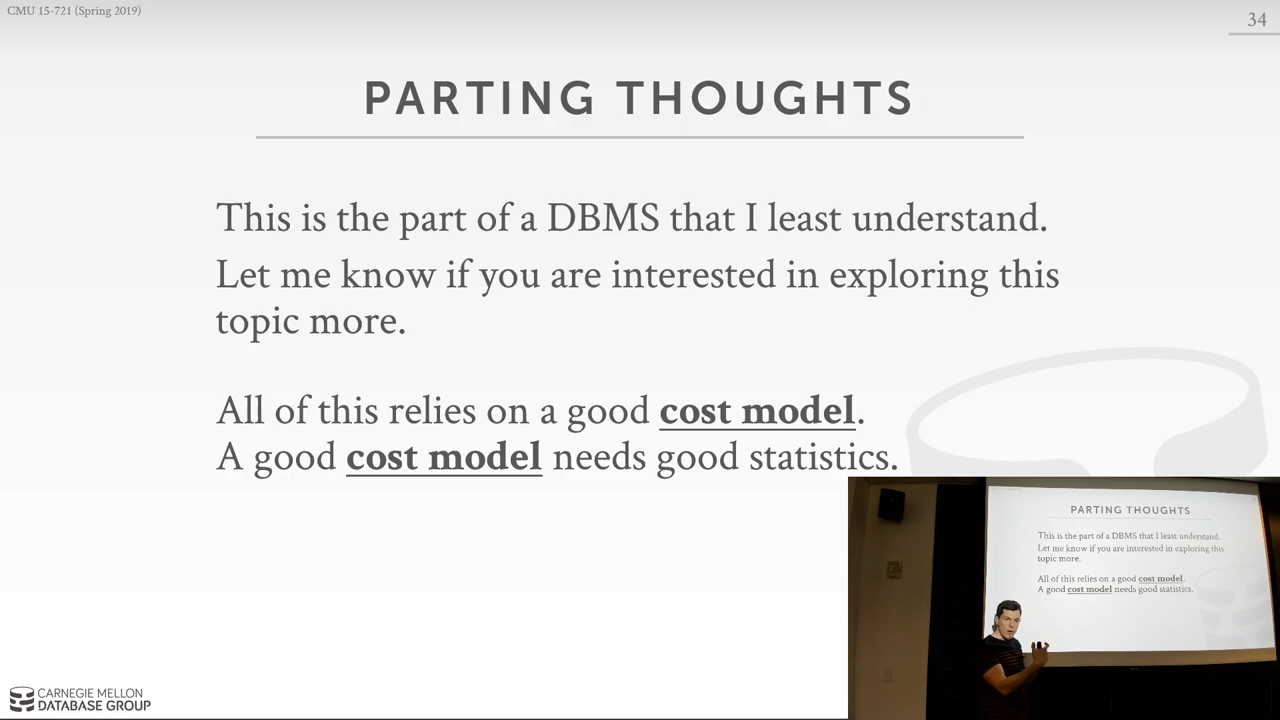 CMU 15-721 (Spring 2019)
34
PARTING THOUGHTS
This is the part of a DBMS that I least understand.
Let me know if you are interested in exploring this
topic more.
All of this relies on a good cost model.
A good cost model needs good statistics.
PARTING THOUGHTS
This is the part of a DBMS that I least understand.
Let me know if you are interested in exploring this
topic more.
All of this relies on a good cost model.
A good cost model needs good statistics.
CARNEGIE MELLON
DATABASE GROUP